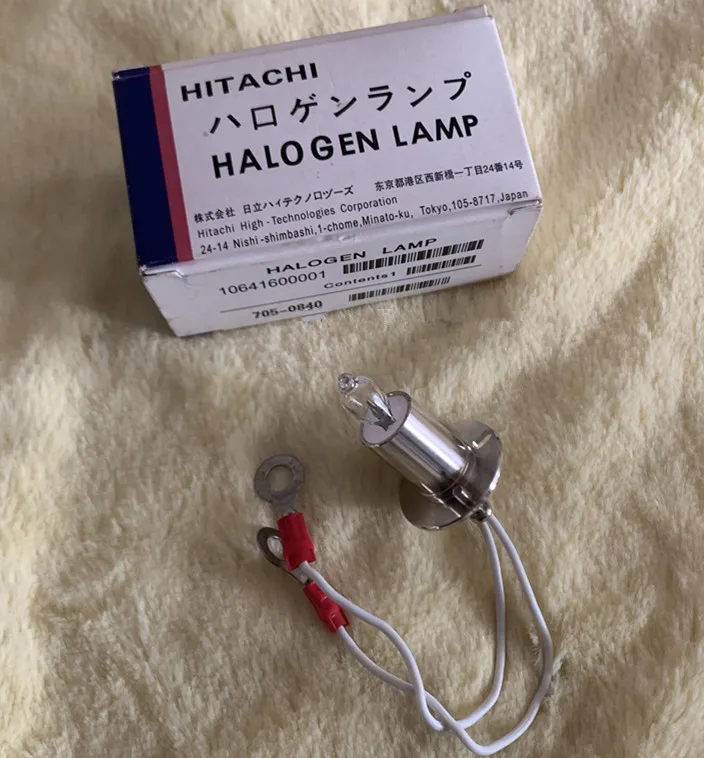 HITACHI
ハロゲンランプ
HALOGEN LAMP
株式会社 日立ハイテクノロヅーズ 東京都港区西新橋一丁目24番14号
Hitachi High-Technologies Corporation
24-14 Nishi-shimbashi,1-chome,Minato-ku, Tokyo,105-8717,Japan
HALOGEN LAMP
10641600001
Contents1
705-0840